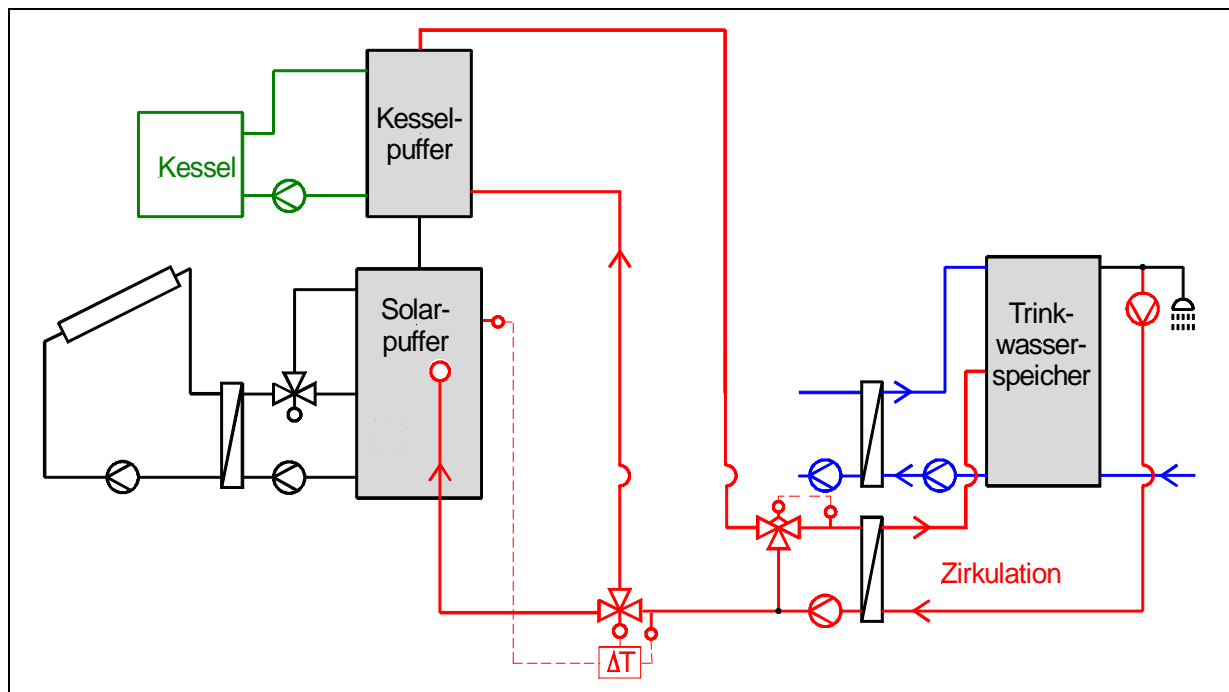 Kessel-
puffer
Kessel
Solar-
puffer
Trink-
wasser-
speicher
Zirkulation
ΔT